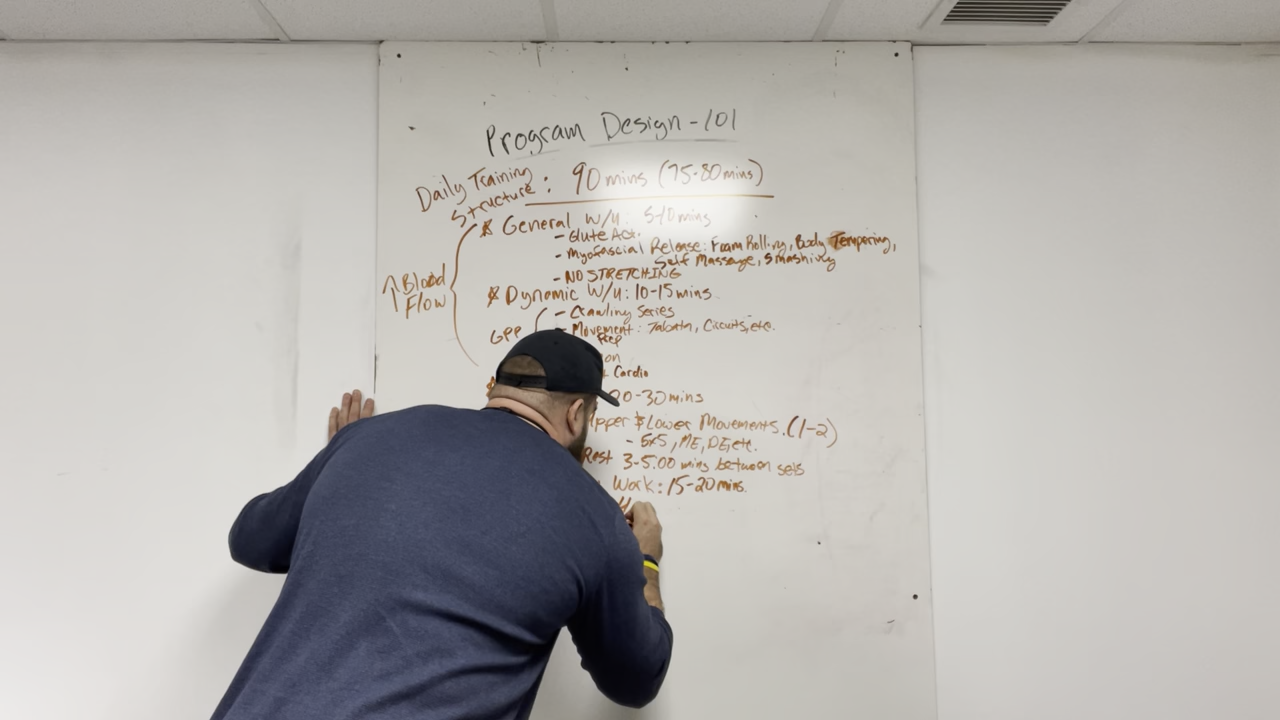 Program Design - 101
Daily Training Structure : 90 mins (75-80 mins)
* General W/U: 5-10 mins
- Glute Act.
- Myofascial Release: Foam Rolling, Body Tempering,
Self Massage, Smashing
- NO STRETCHING
↑ Blood Flow
* Dynamic W/U: 10-15 mins
- Crawling Series
GPP
- Movement Prep : Tabata, Circuits, etc.
Cardio
20-30 mins
Upper & Lower Movements. (1-2)
- 5x5, ME, DE, etc.
Rest 3-5:00 mins between sets
Work: 15-20 mins.